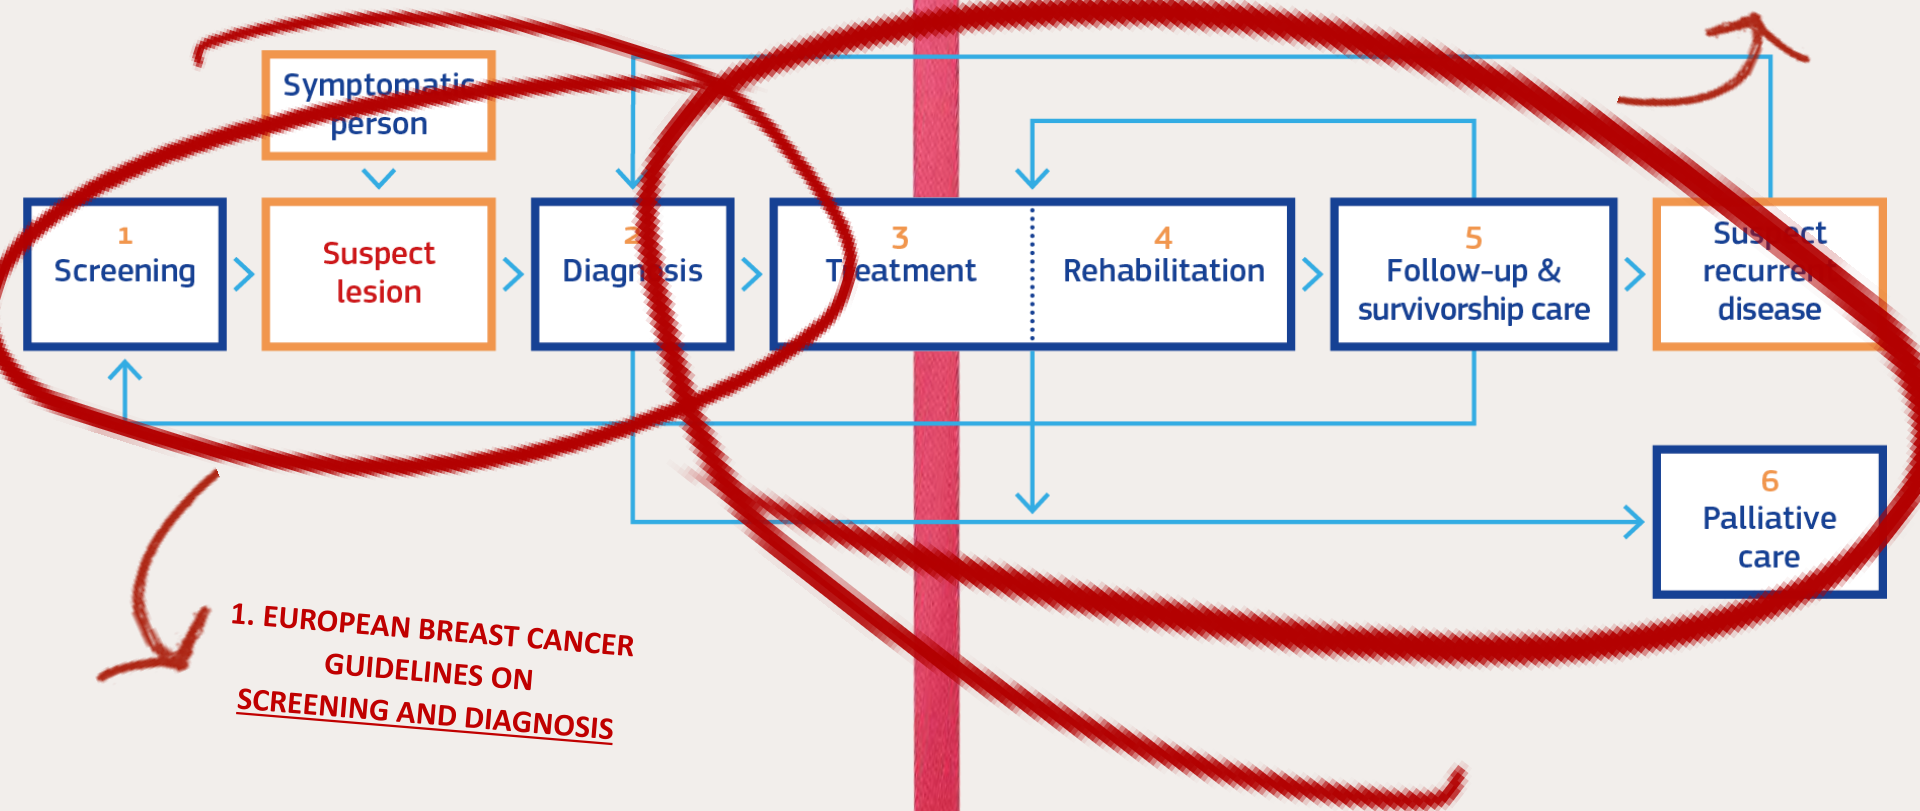 Symptomatic
person
1
Screening
Suspect
lesion
2
Diagnosis
3
Treatment
4
Rehabilitation
5
Follow-up &
survivorship care
Suspect
recurrent
disease
6
Palliative
care
1. EUROPEAN BREAST CANCER
GUIDELINES ON
SCREENING AND DIAGNOSIS